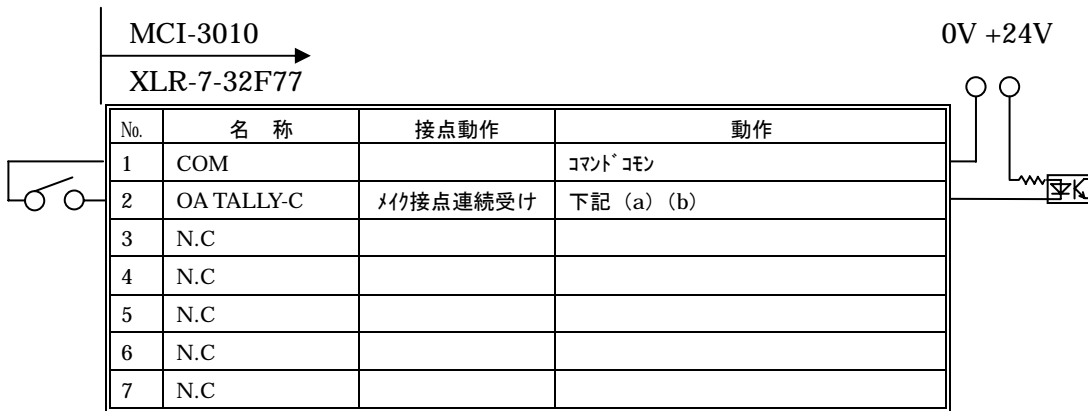 MCI-3010 0V +24V
XLR-7-32F77
No. 名 称 接点動作 動作
1 COM ｺﾏﾝﾄﾞｺﾓﾝ
2 OA TALLY-C ﾒｲｸ接点連続受け 下記（a）（b）
3 N.C
4 N.C
5 N.C
6 N.C
7 N.C